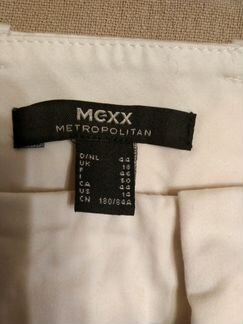 MEXX
METROPOLITAN
D/NL 44
UK 18
F 46
I 50
CA 44
US 14
CN 180/84A